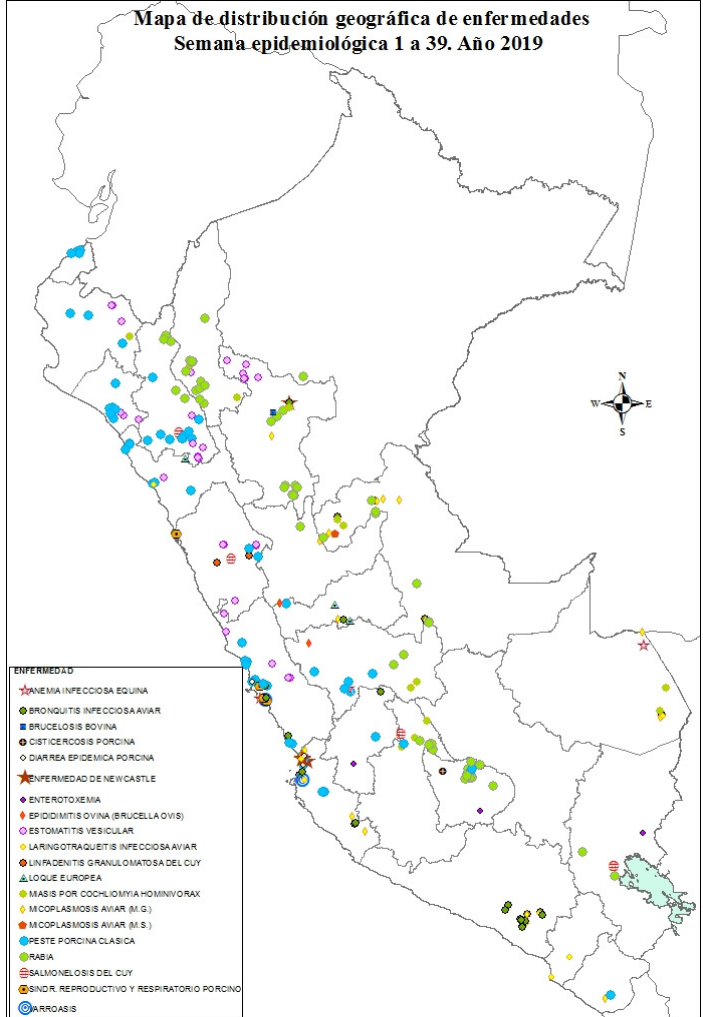 Mapa de distribución geográfica de enfermedades
Semana epidemiológica 1 a 39. Año 2019
N
W E
S
ENFERMEDAD
ANEMIA INFECCIOSA EQUINA
BRONQUITIS INFECCIOSA AVIAR
BRUCELOSIS BOVINA
CISTICERCOSIS PORCINA
DIARREA EPIDEMICA PORCINA
ENFERMEDAD DE NEWCASTLE
ENTEROTOXEMIA
EPIDIDIMITIS OVINA (BRUCELLA OVIS)
ESTOMATITIS VESICULAR
LARINGOTRAQUEITIS INFECCIOSA AVIAR
LINFADENITIS GRANULOMATOSA DEL CUY
LOQUE EUROPEA
MIASIS POR COCHLIOMYIA HOMINIVORAX
MICOPLASMOSIS AVIAR (M.G.)
MICOPLASMOSIS AVIAR (M.S.)
PESTE PORCINA CLASICA
RABIA
SALMONELOSIS DEL CUY
SINDR. REPRODUCTIVO Y RESPIRATORIO PORCINO
VARROASIS